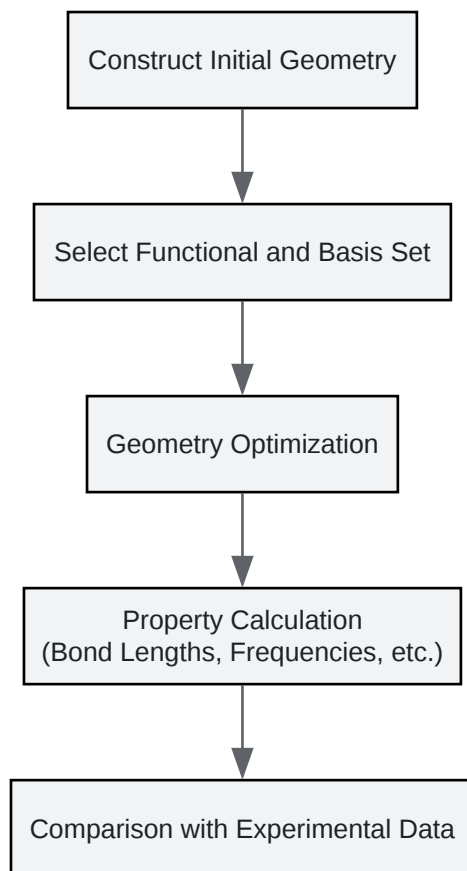 Construct Initial Geometry
Select Functional and Basis Set
Geometry Optimization
Property Calculation
(Bond Lengths, Frequencies, etc.)
Comparison with Experimental Data